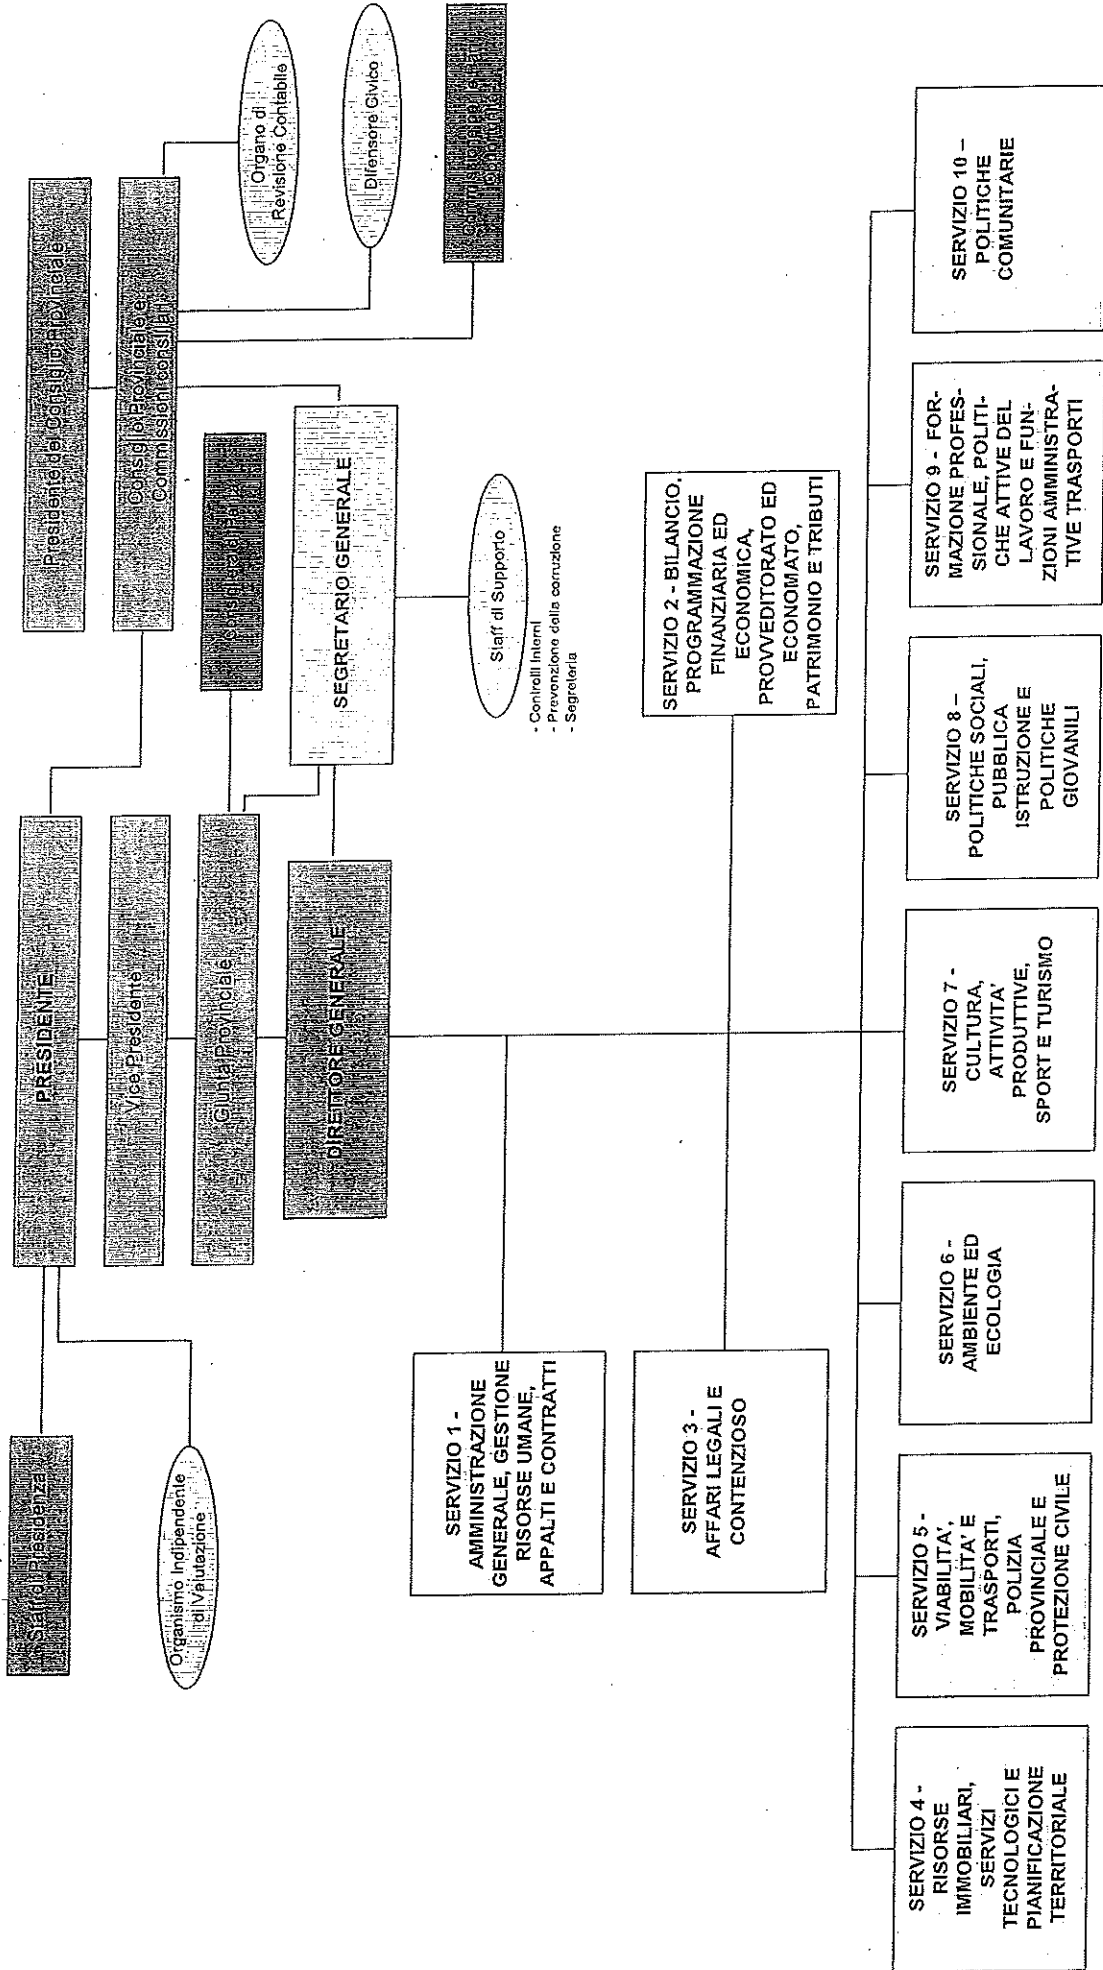 Presidente del Consiglio Provinciale
Consiglio Provinciale e
Commissioni consiliari
Organo di
Revisione Contabile
Difensore Civico
Commissione
PRESIDENTE
Vice Presidente
Giunta Provinciale
Consigliera di Parità
DIRETTORE GENERALE
SEGRETARIO GENERALE
Staff di Supporto
- Controlli Interni
- Prevenzione della corruzione
- Segreteria
Staff di Presidenza
Organismo Indipendente
di Valutazione
SERVIZIO 1 -
AMMINISTRAZIONE
GENERALE, GESTIONE
RISORSE UMANE,
APPALTI E CONTRATTI
SERVIZIO 2 - BILANCIO,
PROGRAMMAZIONE
FINANZIARIA ED
ECONOMICA,
PROVVEDITORATO ED
ECONOMATO,
PATRIMONIO E TRIBUTI
SERVIZIO 3 -
AFFARI LEGALI E
CONTENZIOSO
SERVIZIO 4 -
RISORSE
IMMOBILIARI,
SERVIZI
TECNOLOGICI E
PIANIFICAZIONE
TERRITORIALE
SERVIZIO 5 -
VIABILITA',
MOBILITA' E
TRASPORTI,
POLIZIA
PROVINCIALE E
PROTEZIONE CIVILE
SERVIZIO 6 -
AMBIENTE ED
ECOLOGIA
SERVIZIO 7 -
CULTURA,
ATTIVITA'
PRODUTTIVE,
SPORT E TURISMO
SERVIZIO 8 –
POLITICHE SOCIALI,
PUBBLICA
ISTRUZIONE E
POLITICHE
GIOVANILI
SERVIZIO 9 - FOR-
MAZIONE PROFES-
SIONALE, POLITI-
CHE ATTIVE DEL
LAVORO E FUN-
ZIONI AMMINISTRA-
TIVE TRASPORTI
SERVIZIO 10 –
POLITICHE
COMUNITARE